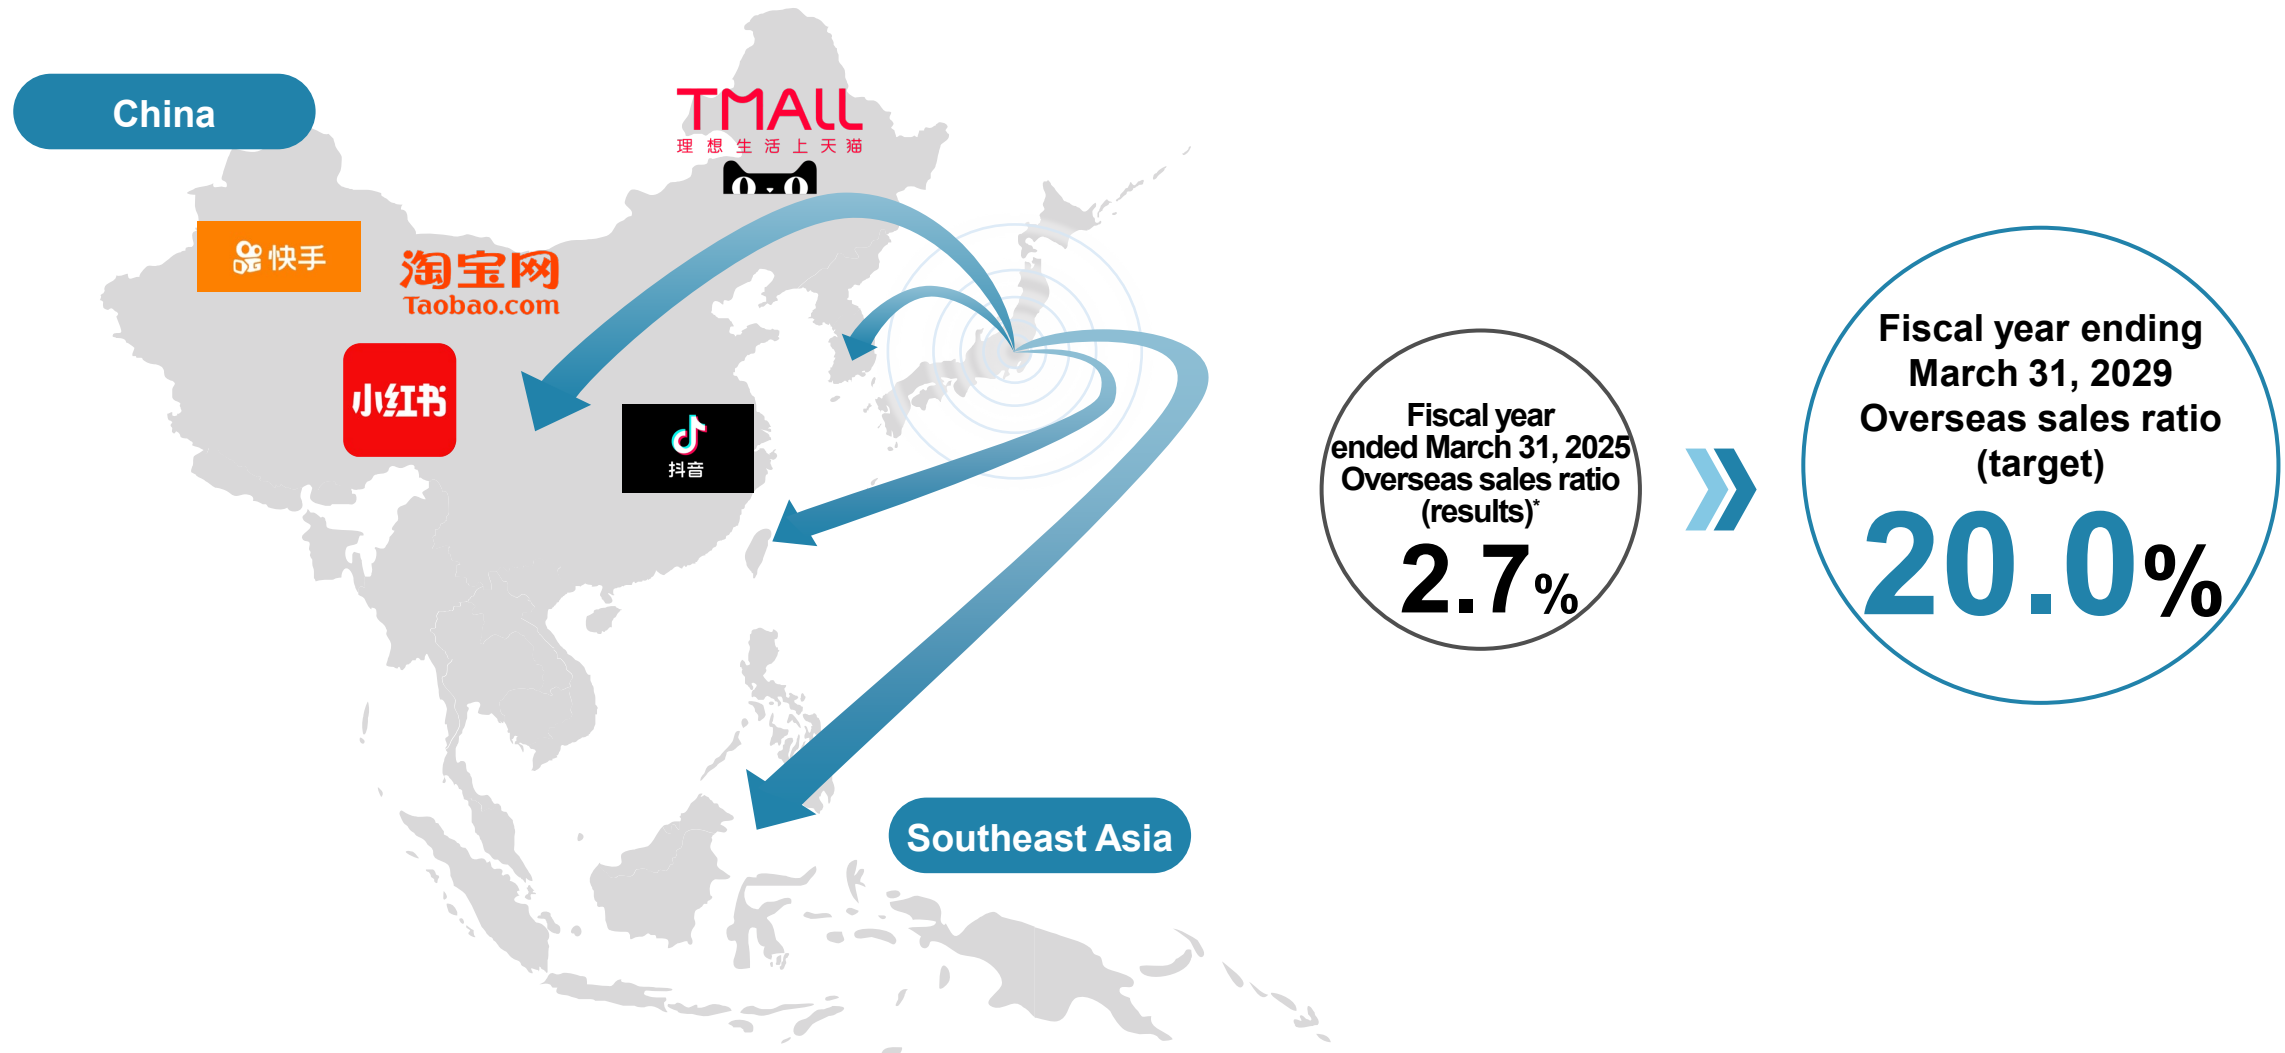 China
TMALL
理想生活上天猫
快手
淘宝网
Taobao.com
小红书
抖音
Southeast Asia
Fiscal year
ended March 31, 2025
Overseas sales ratio
(results)*
2.7%
Fiscal year ending
March 31, 2029
Overseas sales ratio
(target)
20.0%